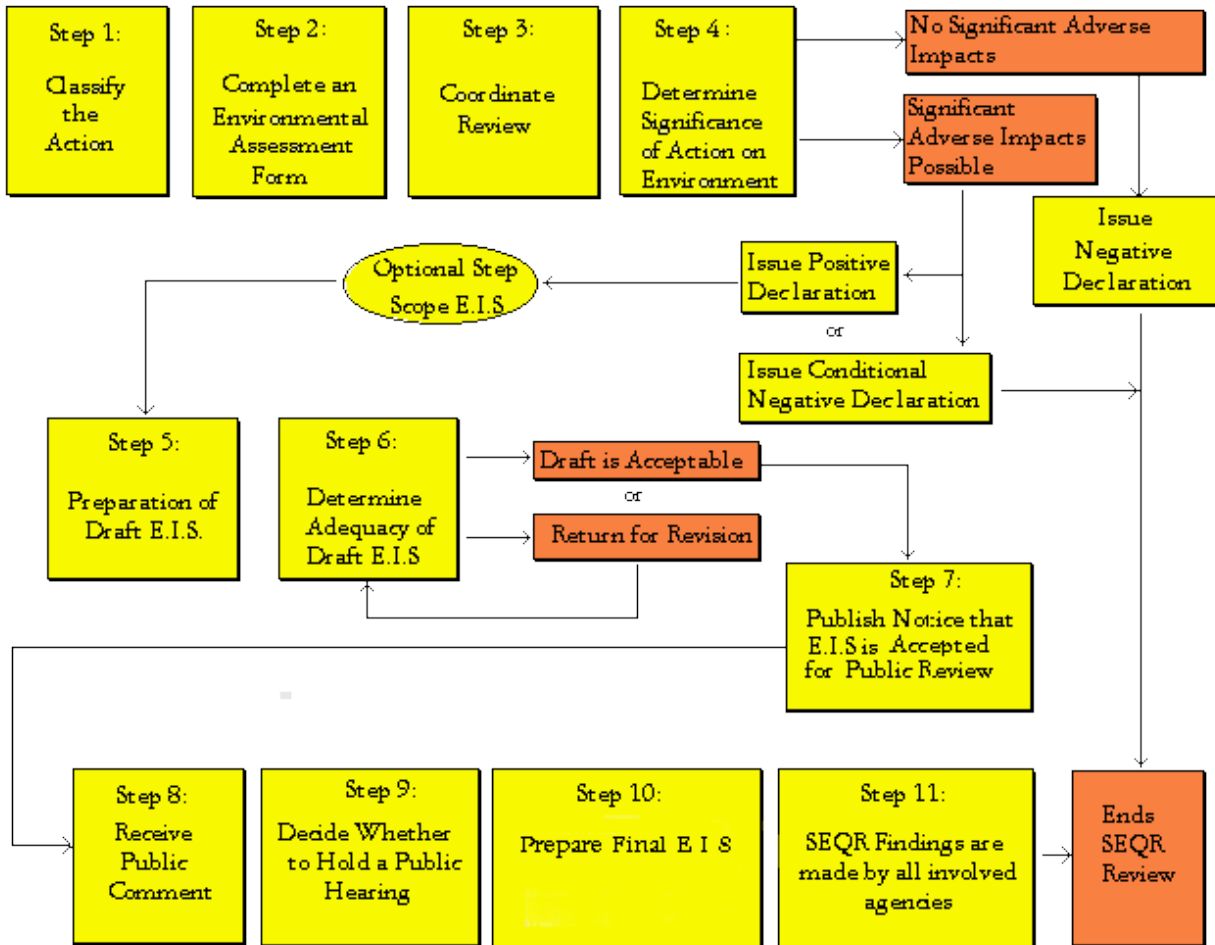 Step 1:
Classify
the
Action
Step 2:
Complete an
Environmental
Assessment
Form
Step 3:
Coordinate
Review
Step 4:
Determine
Significance
of Action on
Environment
No Significant Adverse
Impacts
Significant
Adverse Impacts
Possible
Issue
Negative
Declaration
Issue Positive
Declaration
or
Issue Conditional
Negative Declaration
Optional Step
Scope E.I.S
Step 5:
Preparation of
Draft E.I.S.
Step 6:
Determine
Adequacy of
Draft E.I.S
Draft is Acceptable
or
Return for Revision
Step 7:
Publish Notice that
E.I.S is Accepted
for Public Review
Step 8:
Receive
Public
Comment
Step 9:
Decide Whether
to Hold a Public
Hearing
Step 10:
Prepare Final E I S
Step 11:
SEQR Findings are
made by all involved
agencies
Ends
SEQR
Review